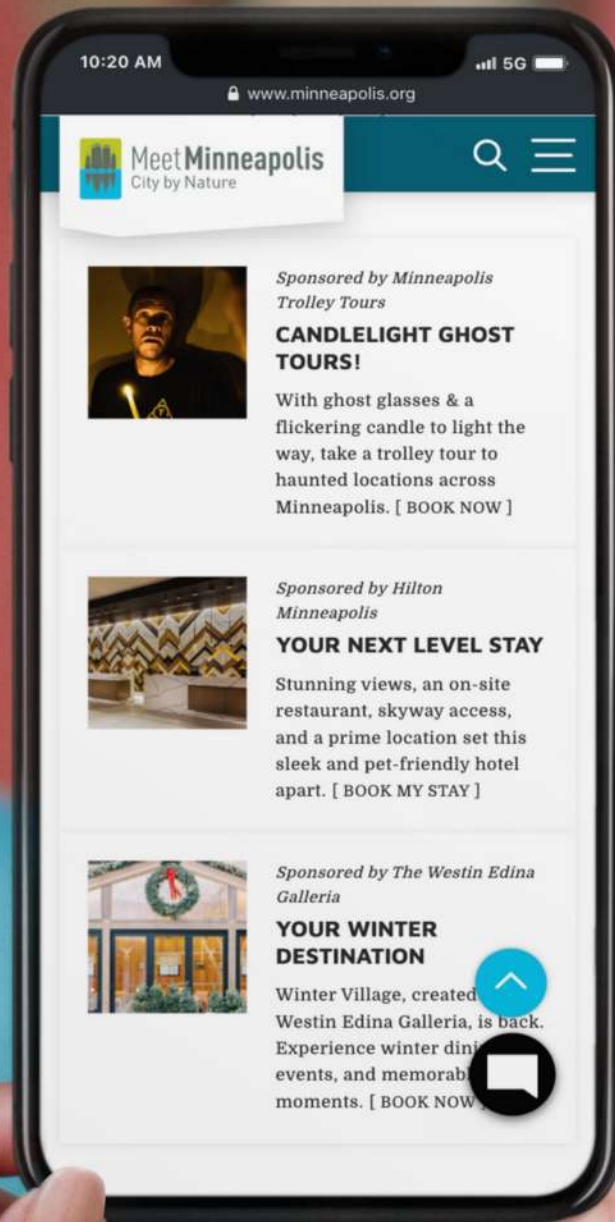 10:20 AM
5G
www.minneapolis.org
Meet Minneapolis
City by Nature
Sponsored by Minneapolis
Trolley Tours
CANDLELIGHT GHOST
TOURS!
With ghost glasses & a
flickering candle to light the
way, take a trolley tour to
haunted locations across
Minneapolis. [ BOOK NOW ]
Sponsored by Hilton
Minneapolis
YOUR NEXT LEVEL STAY
Stunning views, an on-site
restaurant, skyway access,
and a prime location set this
sleek and pet-friendly hotel
apart. [ BOOK MY STAY ]
Sponsored by The Westin Edina
Galleria
YOUR WINTER
DESTINATION
Winter Village, created
Westin Edina Galleria, is back.
Experience winter
events, and
moments. [ BOOK NOW